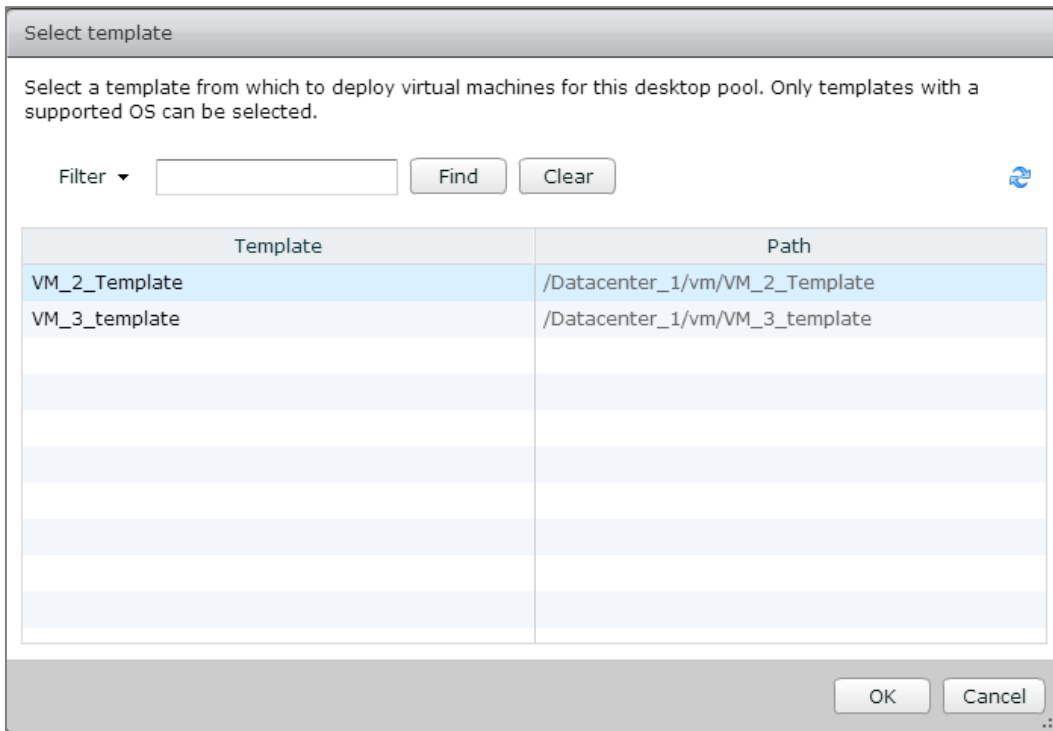 Select template
Select a template from which to deploy virtual machines for this desktop pool. Only templates with a
supported OS can be selected.
Filter Find Clear
Template Path
VM_2_Template /Datacenter_1/vm/VM_2_Template
VM_3_template /Datacenter_1/vm/VM_3_template
OK Cancel